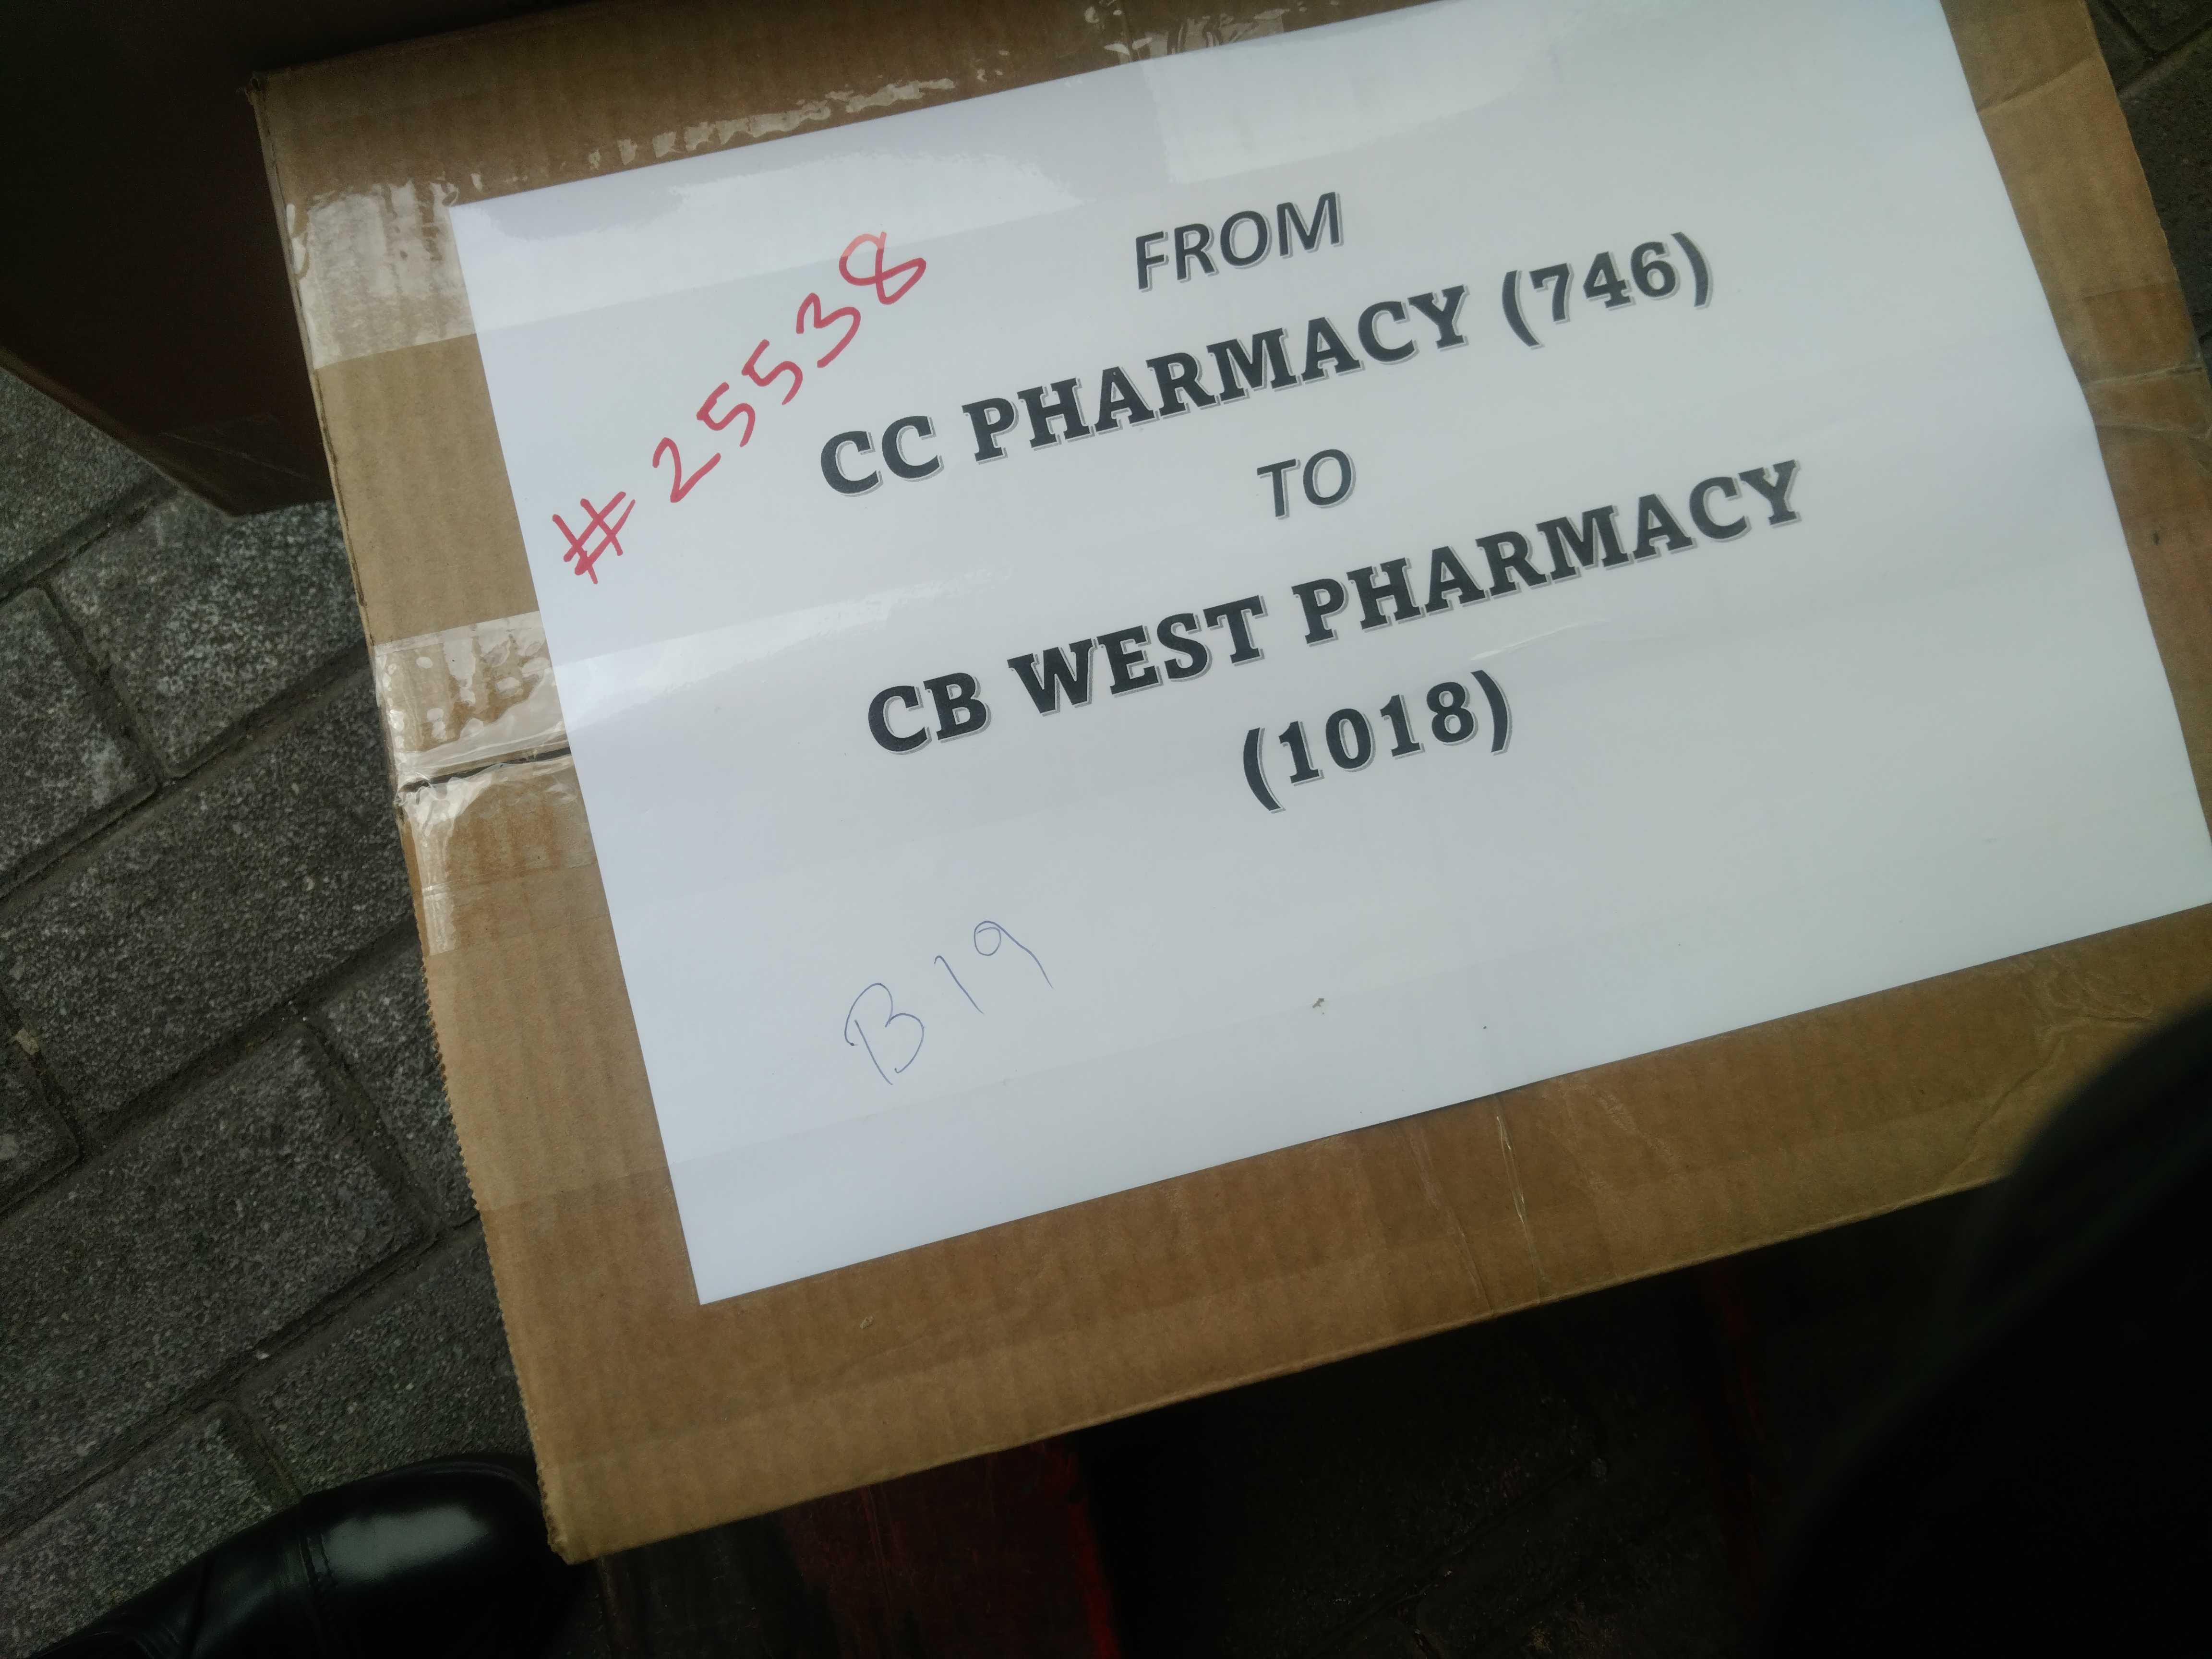 #25538
FROM
CC PHARMACY (746)
TO
CB WEST PHARMACY
(1018)
B19